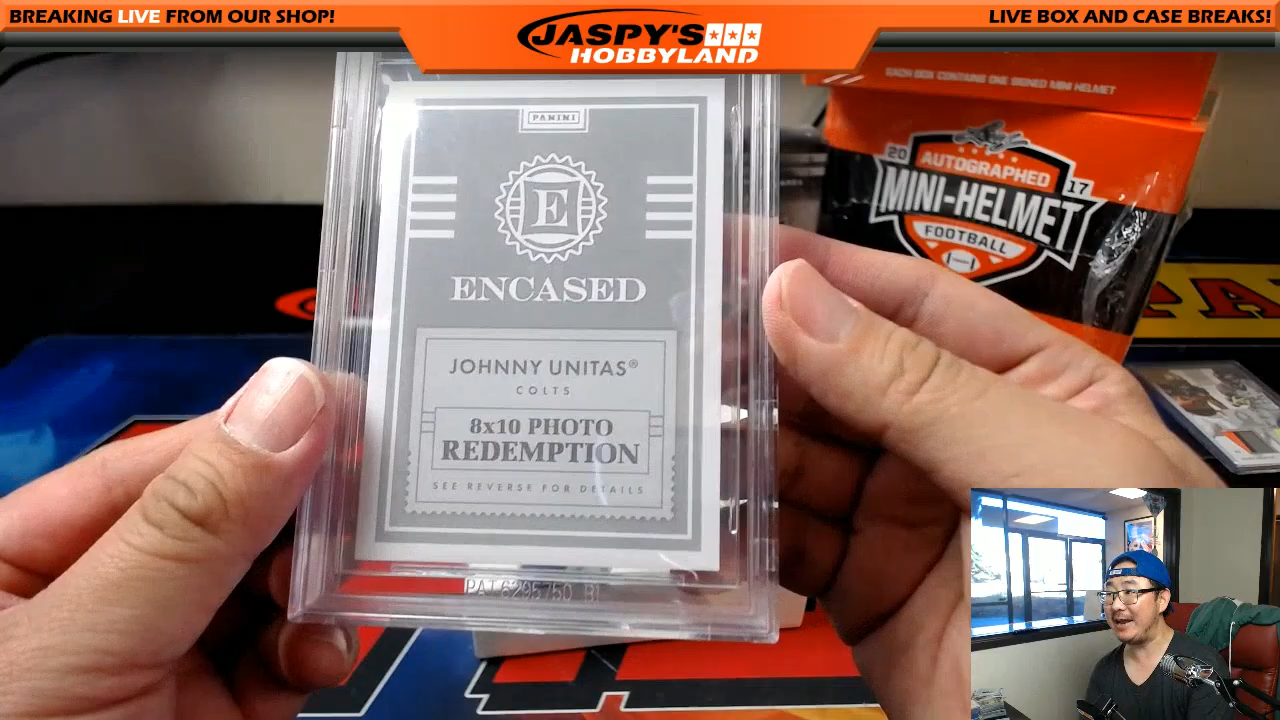 BREAKING LIVE FROM OUR SHOP!
JASPY'S
HOBBYLAND
LIVE BOX AND CASE BREAKS!
EACH BOX CONTAINS ONE SIGNED MINI HELMET
PANINI
E
ENCASED
JOHNNY UNITAS®
COLTS
8x10 PHOTO
REDEMPTION
SEE REVERSE FOR DETAILS
Leaf
20 17
AUTOGRAPHED
MINI-HELMET
FOOTBALL